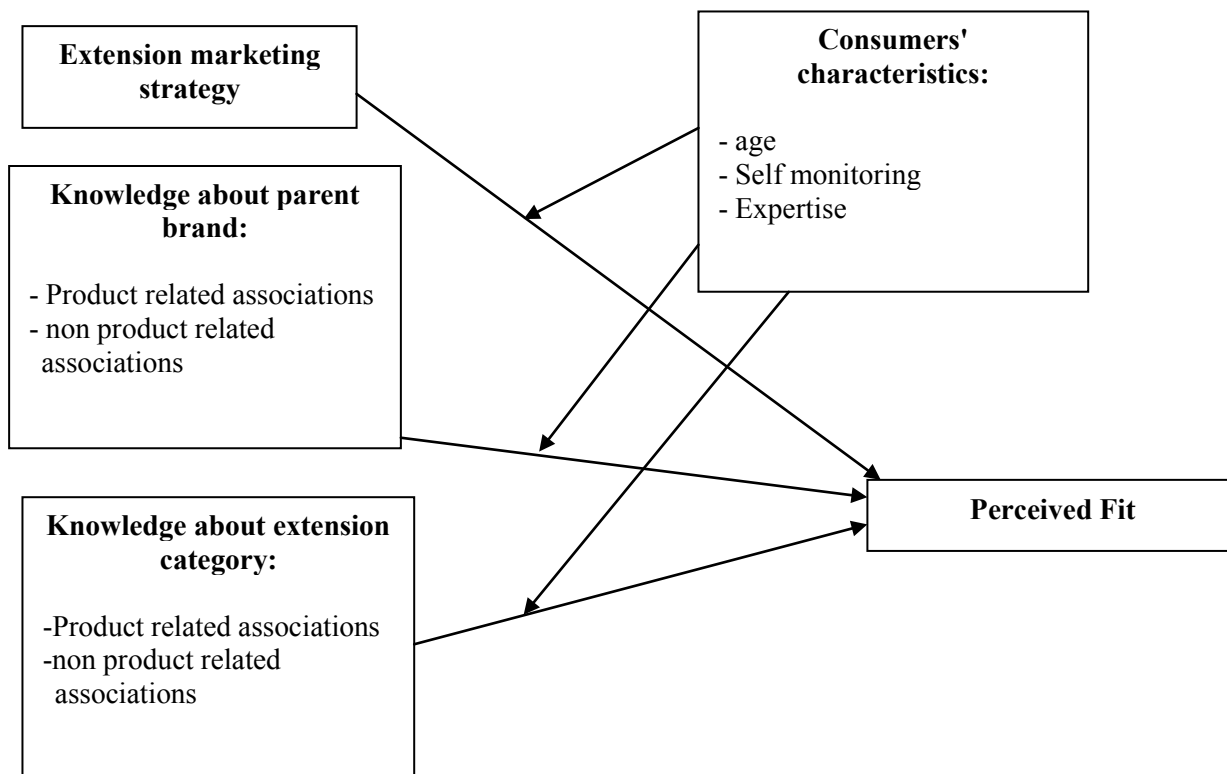 Extension marketing
strategy
Consumers'
characteristics:
- age
- Self monitoring
- Expertise
Knowledge about parent
brand:
- Product related associations
- non product related
associations
Perceived Fit
Knowledge about extension
category:
-Product related associations
-non product related
associations